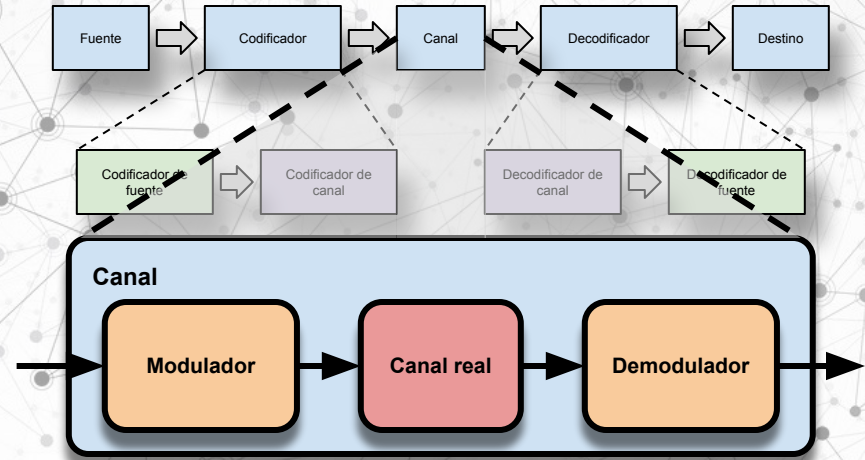 Fuente
Codificador
Canal
Decodificador
Destino
Codificador de
fuente
Codificador de
canal
Decodificador de
canal
Decodificador de
fuente
Canal
Modulador
Canal real
Demodulador